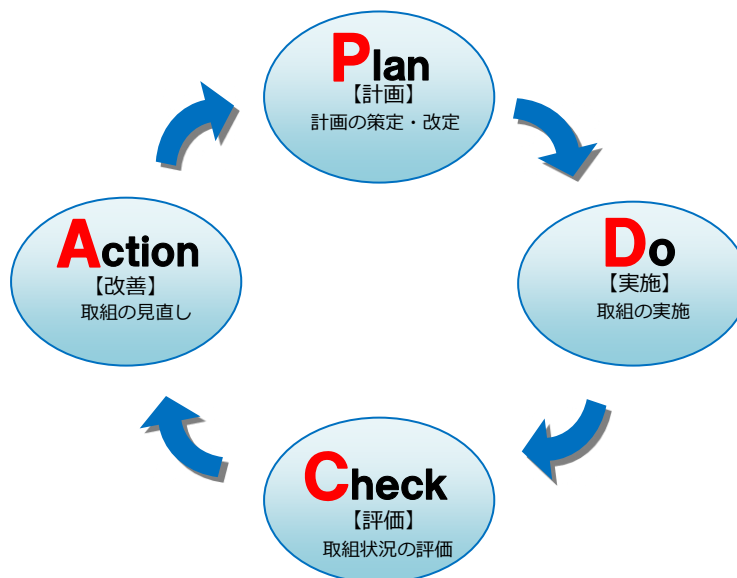 Plan
【計画】
計画の策定・改定
Do
【実施】
取組の実施
Check
【評価】
取組状況の評価
Action
【改善】
取組の見直し